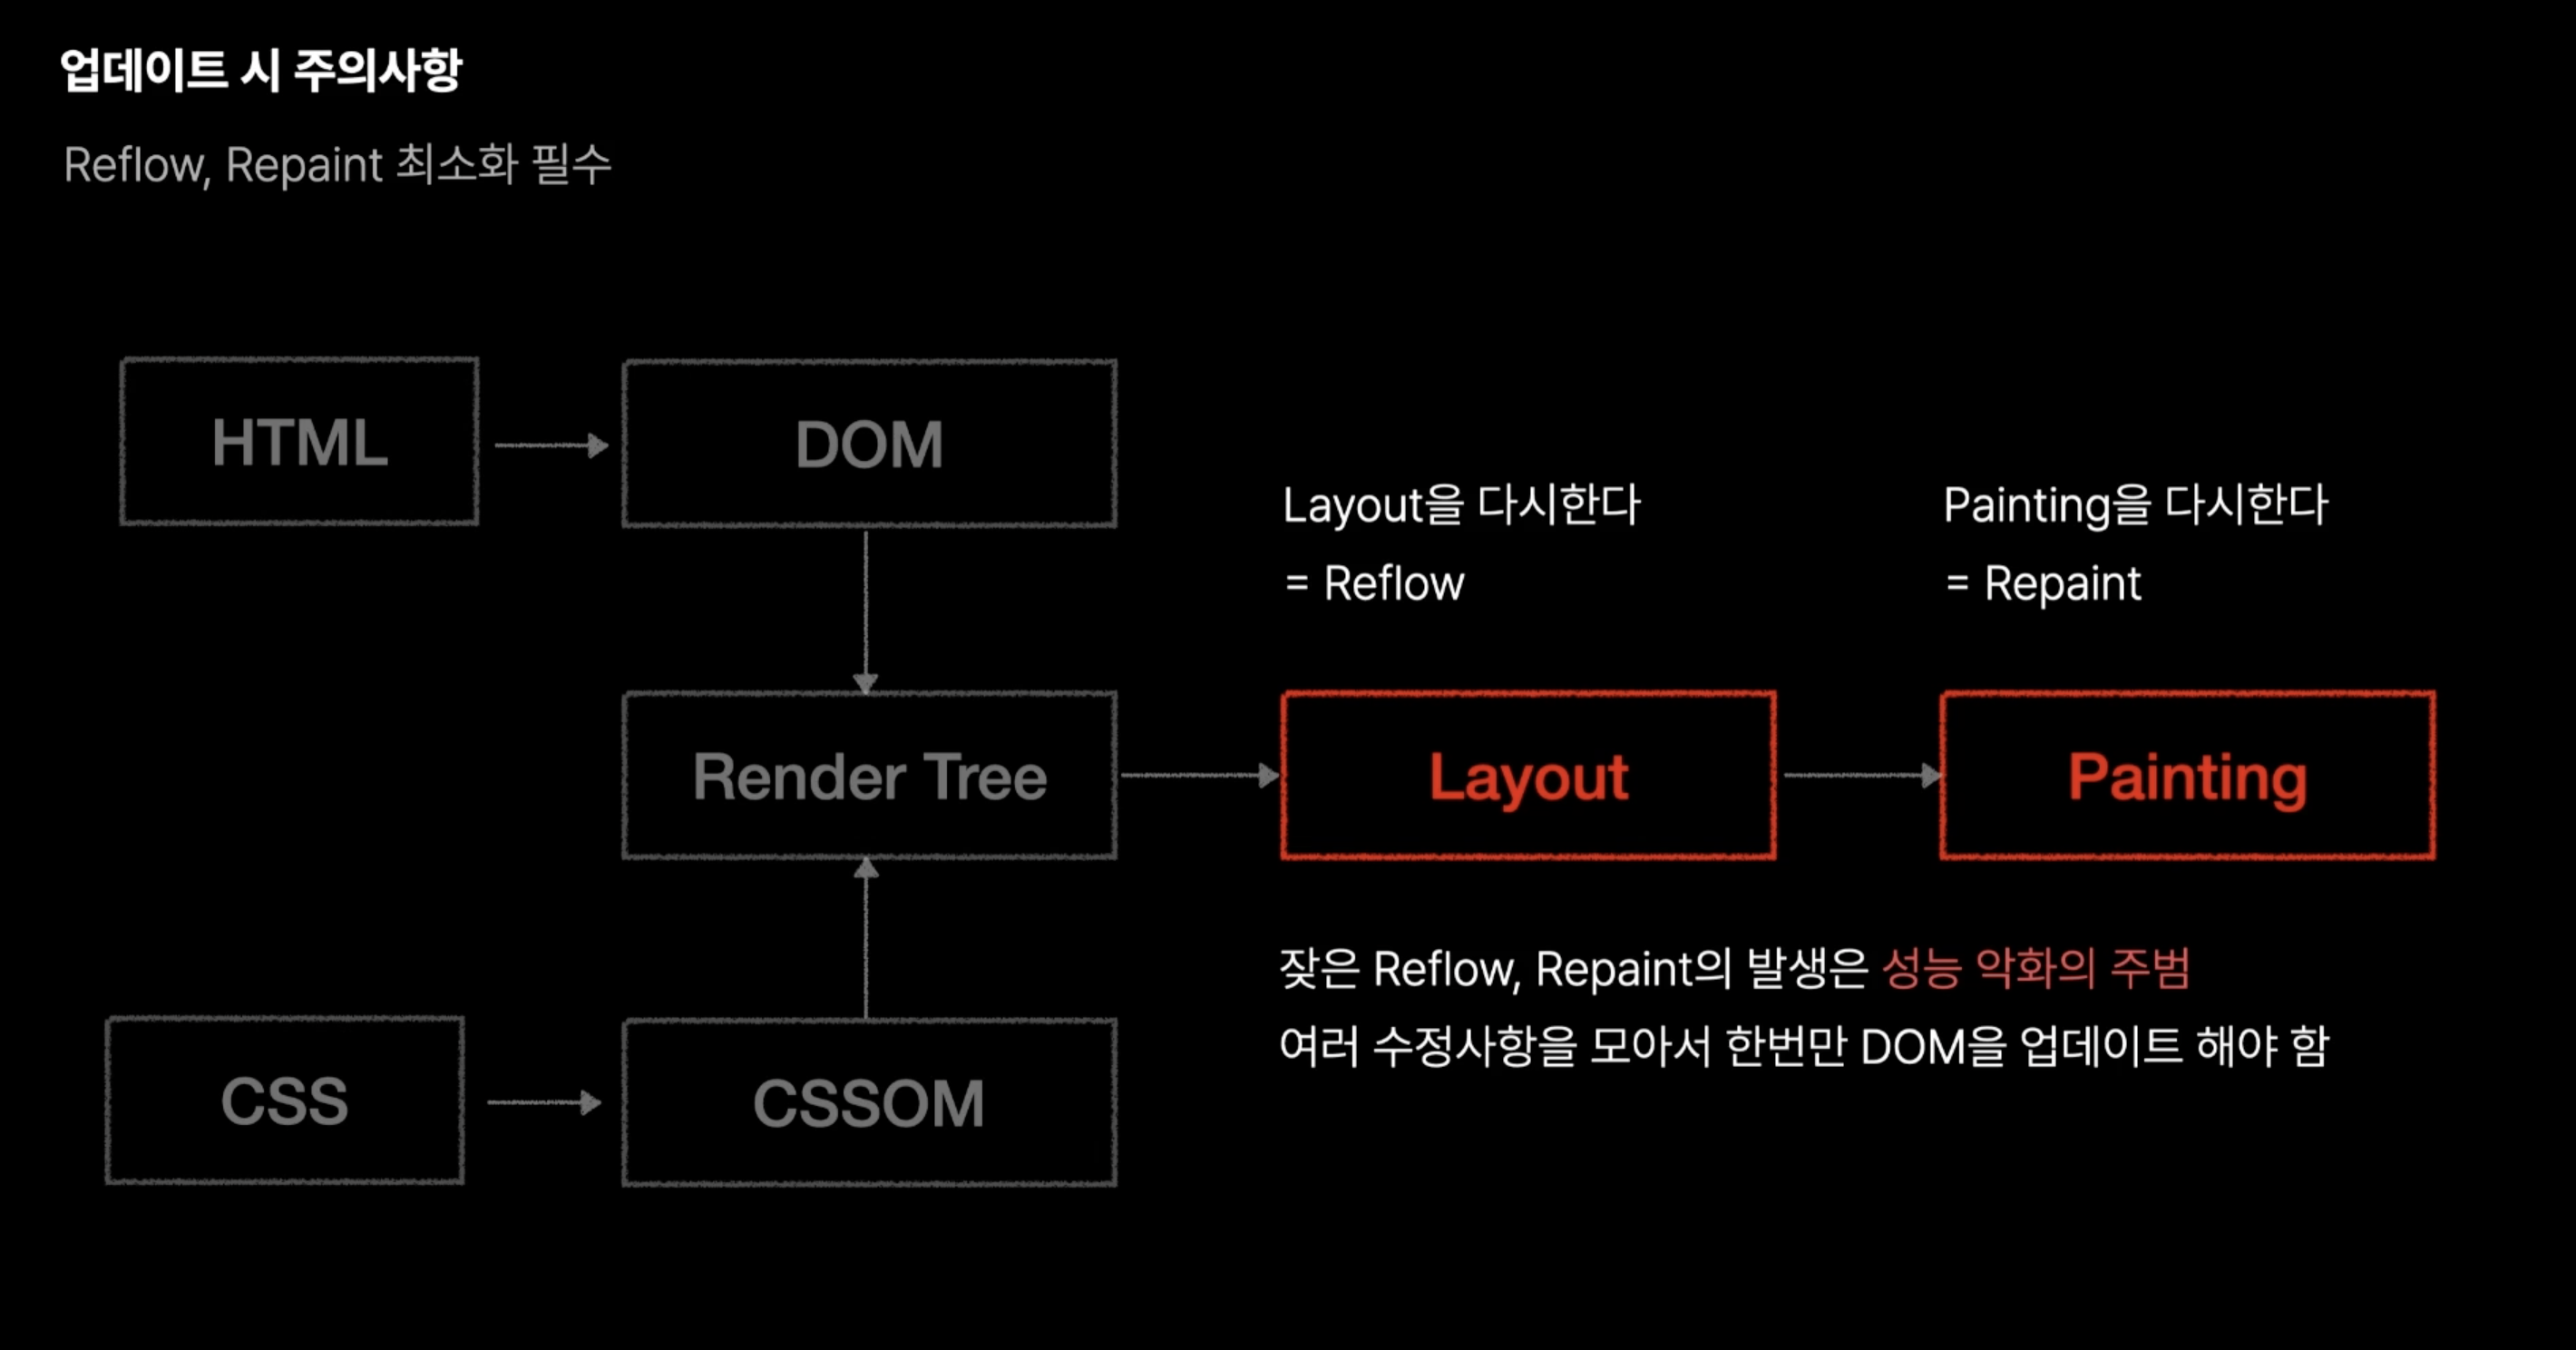 업데이트 시 주의사항
Reflow, Repaint 최소화 필수
HTML
DOM
Layout을 다시한다
= Reflow
Painting을 다시한다
= Repaint
Render Tree
Layout
Painting
잦은 Reflow, Repaint의 발생은 성능 악화의 주범
여러 수정사항을 모아서 한번만 DOM을 업데이트 해야 함
CSS
CSSOM